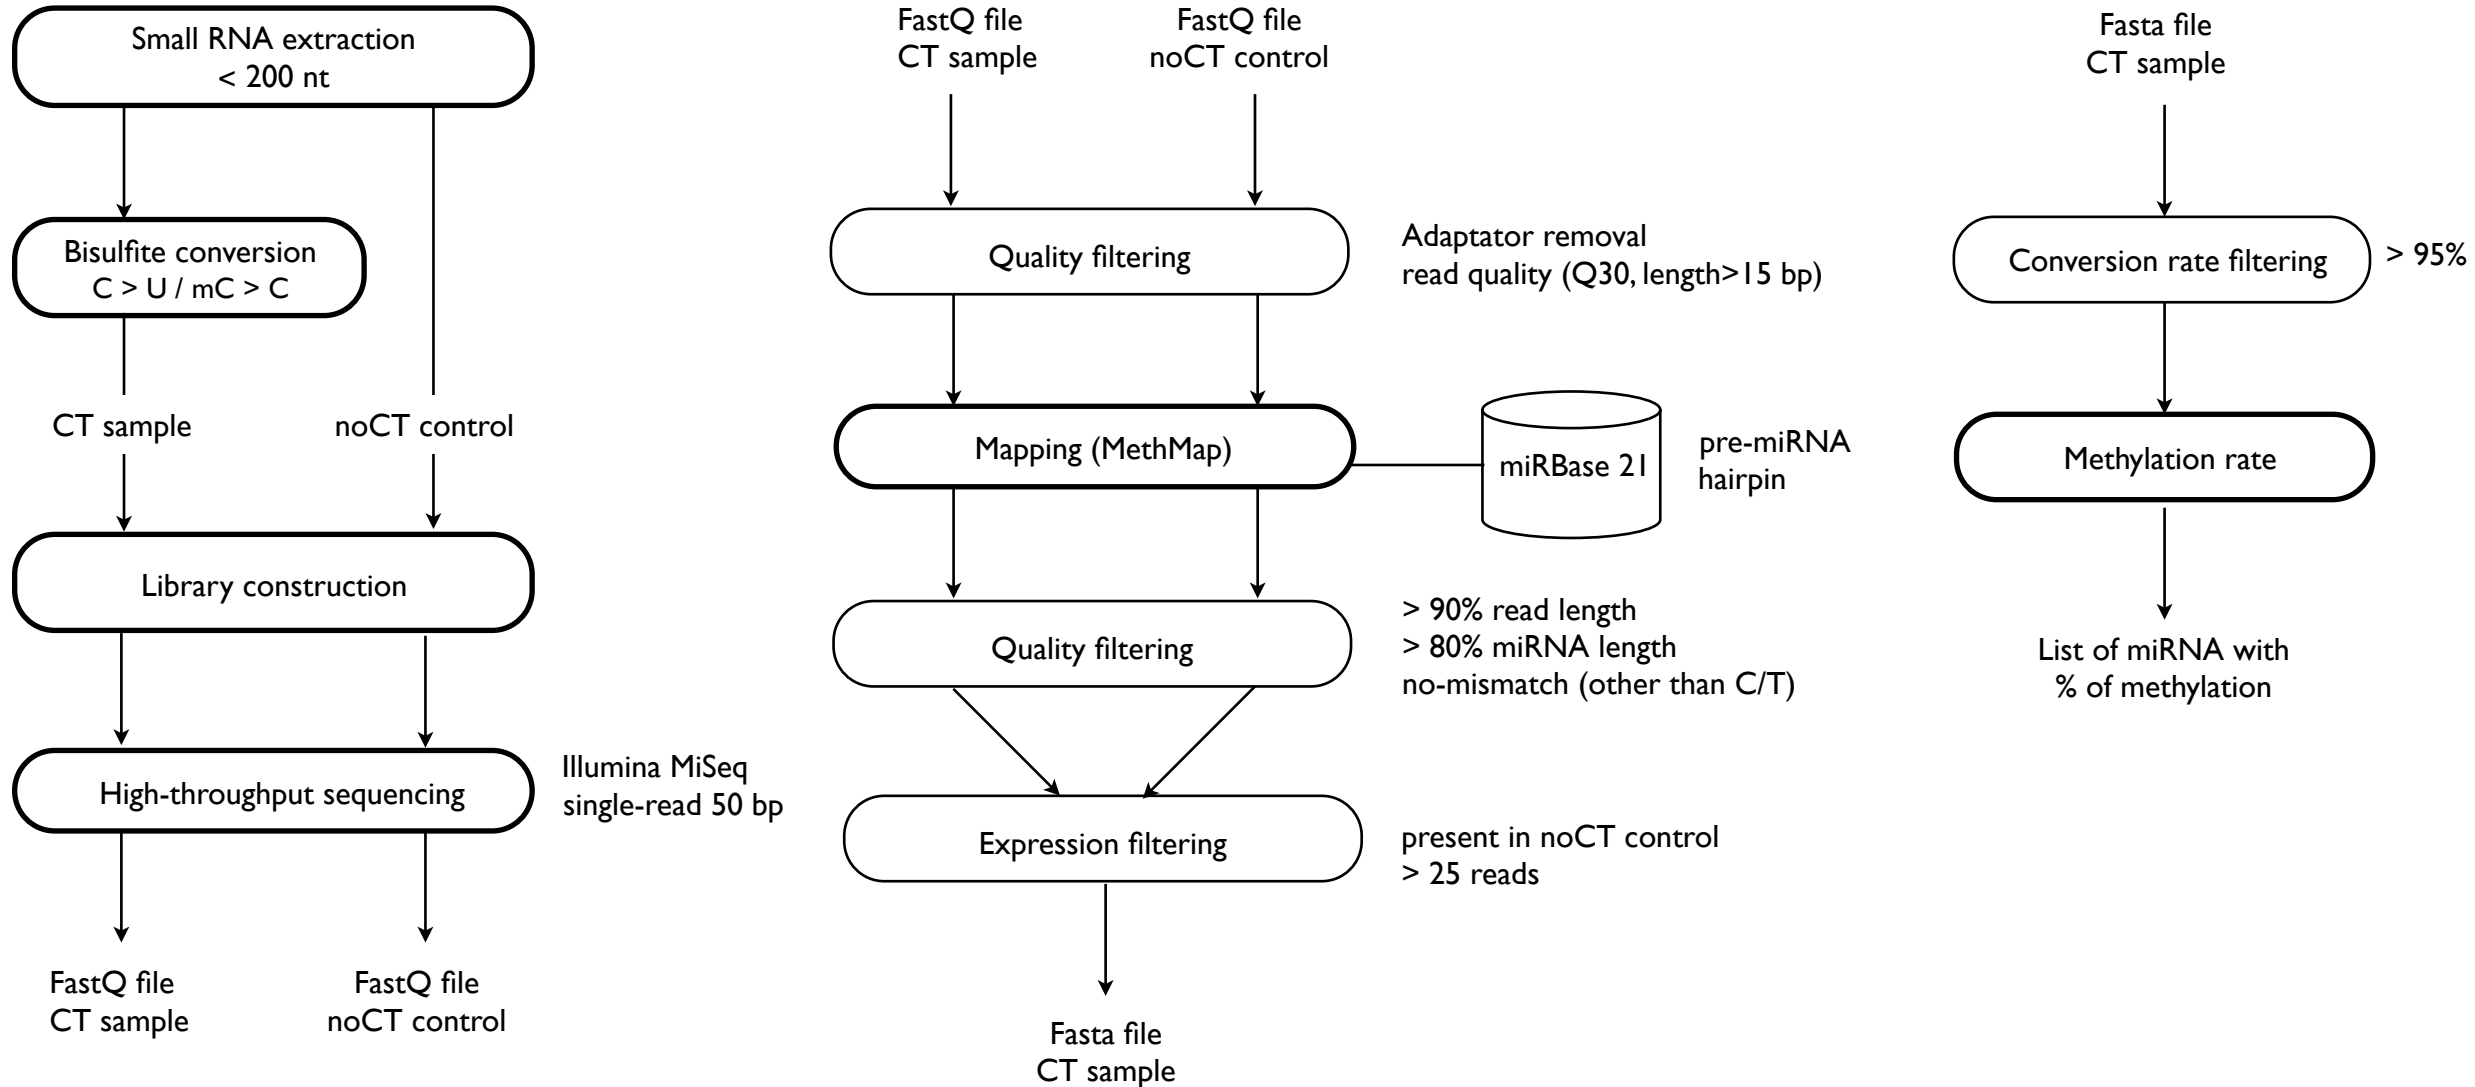 Small RNA extraction
< 200 nt
Bisulfite conversion
C > U / mC > C
CT sample
noCT control
Library construction
High-throughput sequencing
Illumina MiSeq
single-read 50 bp
FastQ file
CT sample
FastQ file
noCT control
FastQ file
CT sample
FastQ file
noCT control
Quality filtering
Adaptator removal
read quality (Q30, length>15 bp)
Mapping (MethMap)
miRBase 21
pre-miRNA
hairpin
Quality filtering
> 90% read length
> 80% miRNA length
no-mismatch (other than C/T)
Expression filtering
present in noCT control
> 25 reads
Fasta file
CT sample
Fasta file
CT sample
Conversion rate filtering
> 95%
Methylation rate
List of miRNA with
% of methylation